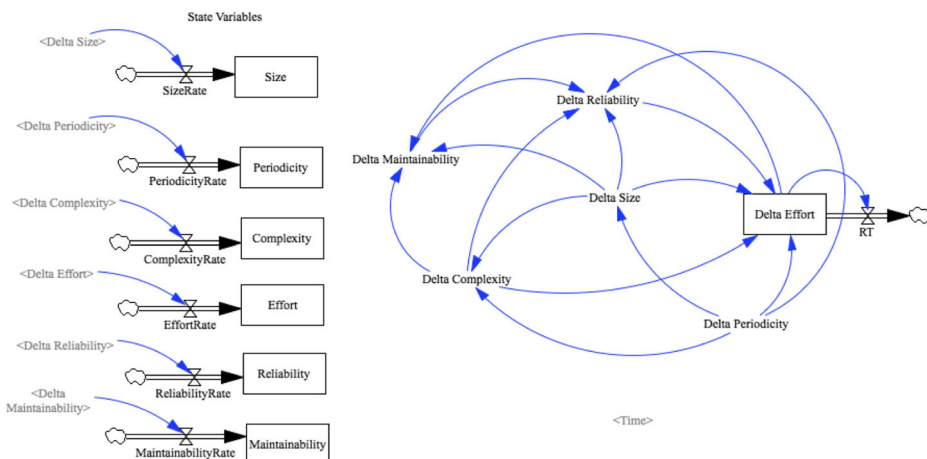 State Variables
<Delta Size>
Size
SizeRate
<Delta Periodicity>
Periodicity
PeriodicityRate
<Delta Complexity>
Complexity
ComplexityRate
<Delta Effort>
Effort
EffortRate
<Delta Reliability>
Reliability
ReliabilityRate
<Delta
Maintainability>
Maintainability
MaintainabilityRate
Delta Reliability
Delta Maintainability
Delta Size
Delta Effort
RT
Delta Complexity
Delta Periodicity
<Time>